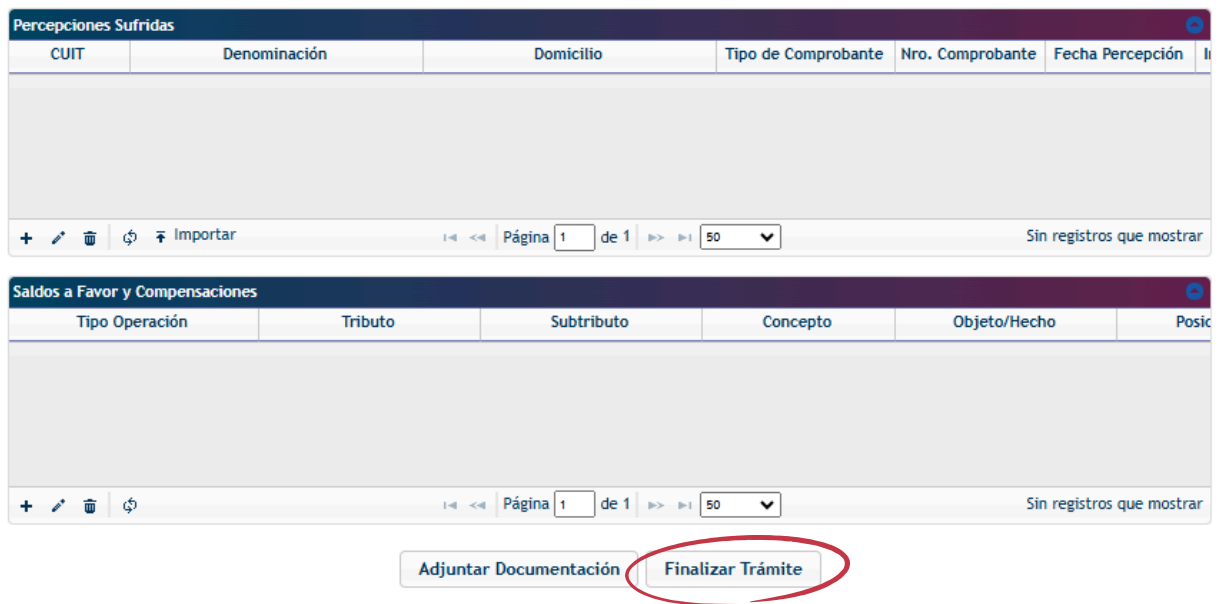 Percepciones Sufridas
CUIT Denominación Domicilio Tipo de Comprobante Nro. Comprobante Fecha Percepción
Importar Página 1 de 1 50 Sin registros que mostrar
Saldos a Favor y Compensaciones
Tipo Operación Tributo Subtributo Concepto Objeto/Hecho Posic
Página 1 de 1 50 Sin registros que mostrar
Adjuntar Documentación Finalizar Trámite